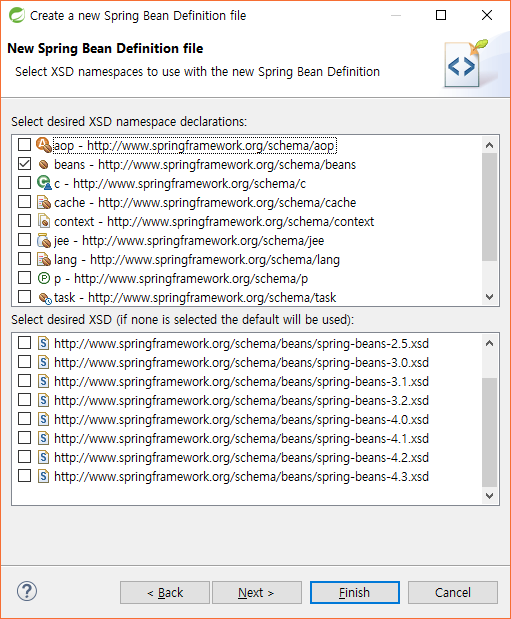 Create a new Spring Bean Definition file
New Spring Bean Definition file
Select XSD namespaces to use with the new Spring Bean Definition
Select desired XSD namespace declarations:
aop - http://www.springframework.org/schema/aop
beans - http://www.springframework.org/schema/beans
c - http://www.springframework.org/schema/c
cache - http://www.springframework.org/schema/cache
context - http://www.springframework.org/schema/context
jee - http://www.springframework.org/schema/jee
lang - http://www.springframework.org/schema/lang
p - http://www.springframework.org/schema/p
task - http://www.springframework.org/schema/task
Select desired XSD (if none is selected the default will be used):
http://www.springframework.org/schema/beans/spring-beans-2.5.xsd
http://www.springframework.org/schema/beans/spring-beans-3.0.xsd
http://www.springframework.org/schema/beans/spring-beans-3.1.xsd
http://www.springframework.org/schema/beans/spring-beans-3.2.xsd
http://www.springframework.org/schema/beans/spring-beans-4.0.xsd
http://www.springframework.org/schema/beans/spring-beans-4.1.xsd
http://www.springframework.org/schema/beans/spring-beans-4.2.xsd
http://www.springframework.org/schema/beans/spring-beans-4.3.xsd
? < Back Next > Finish Cancel